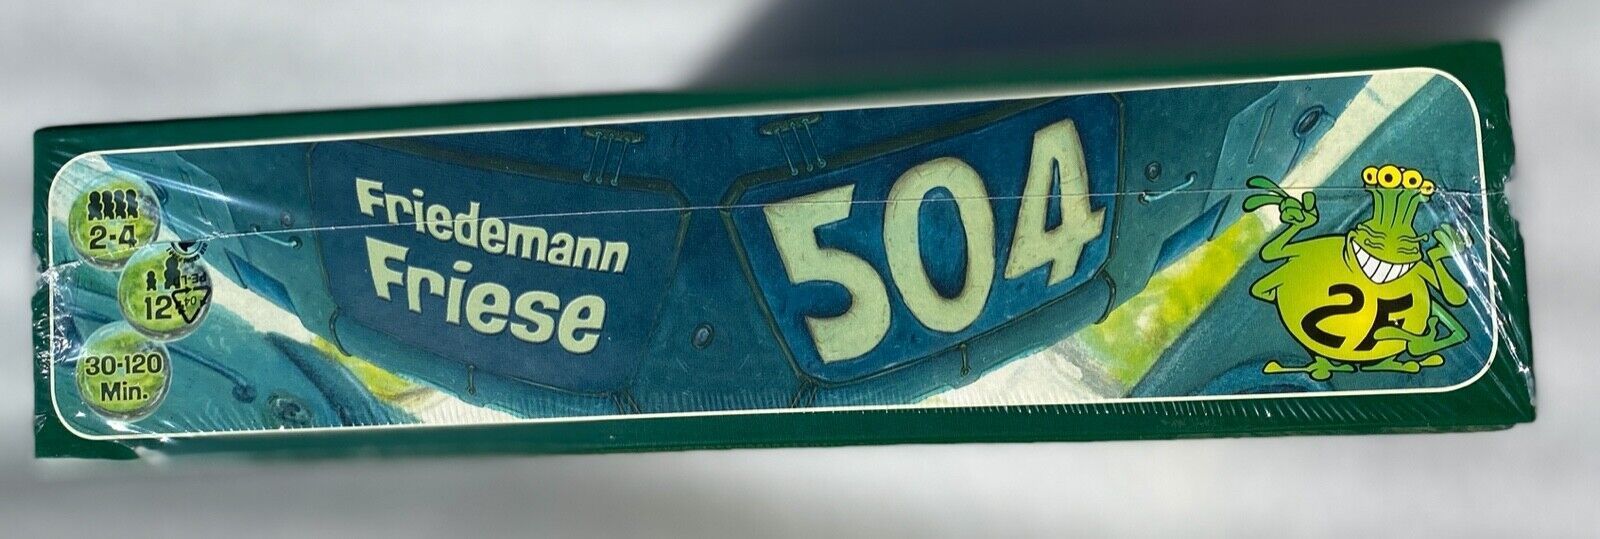 2-4
12
30-120
Min.
Friedemann
Friese
504
2F